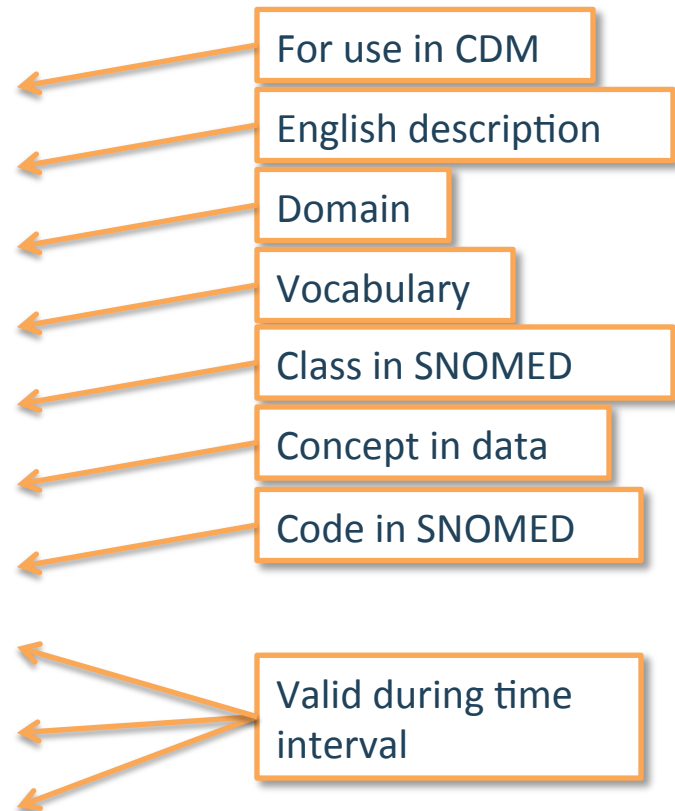 For use in CDM
English description
Domain
Vocabulary
Class in SNOMED
Concept in data
Code in SNOMED
Valid during time
interval